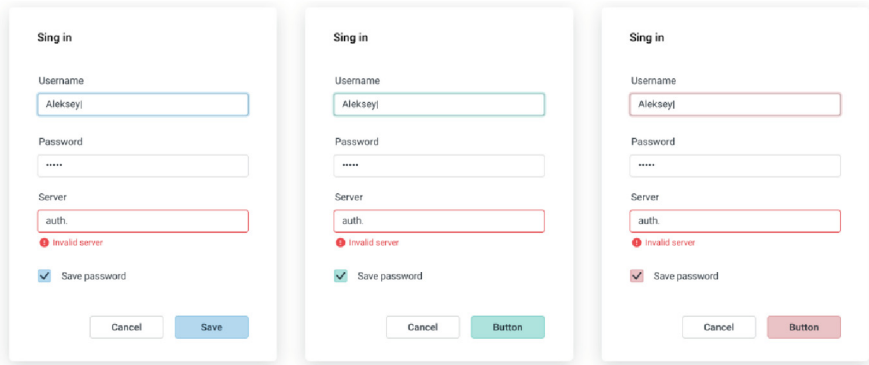 Sing in
Username
Aleksey
Password
•••••
Server
auth.
Invalid server
Save password
Cancel Save
Sing in
Username
Aleksey
Password
•••••
Server
auth.
Invalid server
Save password
Cancel Button
Sing in
Username
Aleksey
Password
•••••
Server
auth.
Invalid server
Save password
Cancel Button